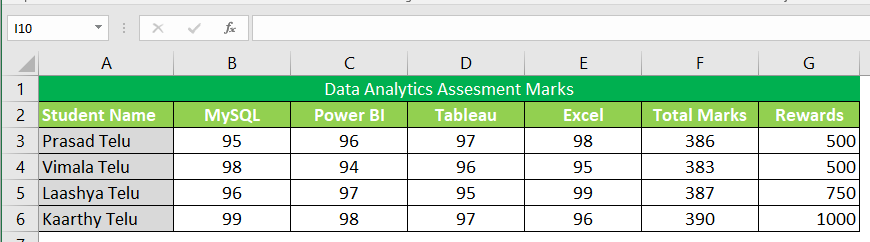 I10
fx
A B C D E F G
1 Data Analytics Assesment Marks
2 Student Name MySQL Power BI Tableau Excel Total Marks Rewards
3 Prasad Telu 95 96 97 98 386 500
4 Vimala Telu 98 94 96 95 383 500
5 Laashya Telu 96 97 95 99 387 750
6 Kaarthy Telu 99 98 97 96 390 1000